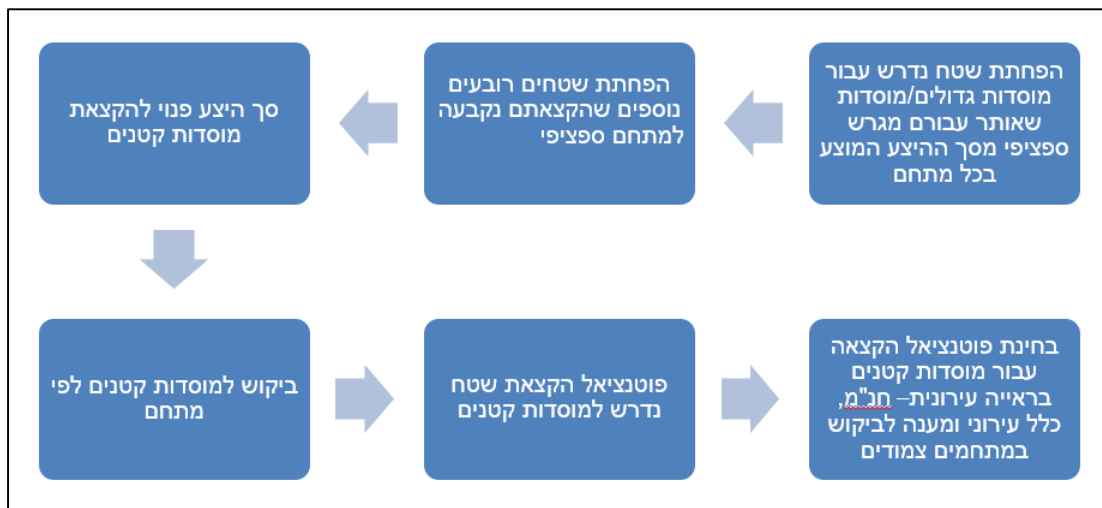 הפחתת שטח נדרש עבור
מוסדות גדולים/מוסדות
שאותר עבורם מגרש
ספציפי מסך ההיצע המוצע
בכל מתחם
הפחתת שטחים רובעים
נוספים שהקצאתם נקבעה
למתחם ספציפי
סך היצע פנוי להקצאת
מוסדות קטנים
ביקוש למוסדות קטנים לפי
מתחם
פוטנציאל הקצאת שטח
נדרש למוסדות קטנים
בחינת פוטנציאל הקצאה
עבור מוסדות קטנים
בראייה עירונית– חנ"מ,
כלל עירוני ומענה לביקוש
במתחמים צמודים